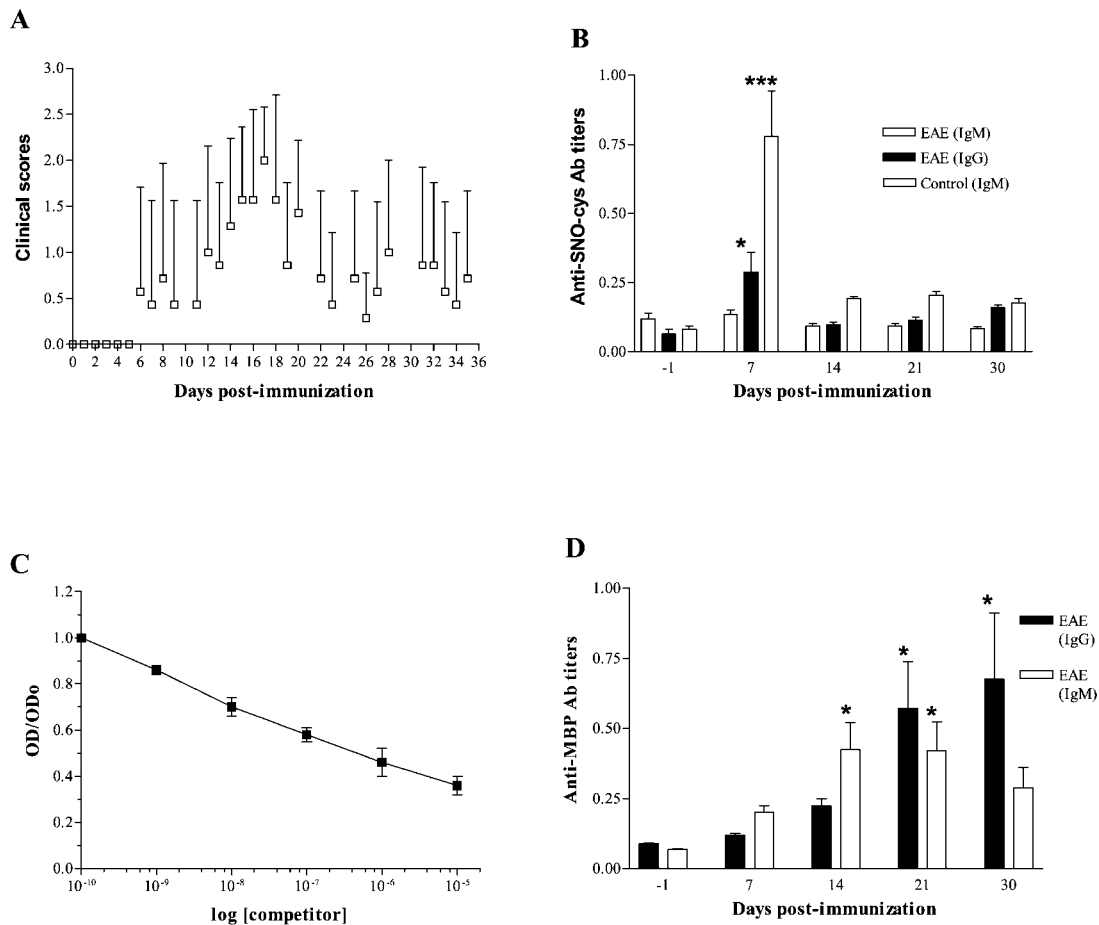 A
3.0
2.5
2.0
1.5
1.0
0.5
0.0
Clinical scores
0 2 4 6 8 10 12 14 16 18 20 22 24 26 28 30 32 34 36
Days post-immunization
B
1.00
0.75
0.50
0.25
0.00
Anti-SNO-cys Ab titers
***
*
EAE (IgM)
EAE (IgG)
Control (IgM)
-1 7 14 21 30
Days post-immunization
C
1.2
1.0
0.8
0.6
0.4
0.2
0.0
OD/ODo
10-10 10-9 10-8 10-7 10-6 10-5
log [competitor]
D
1.00
0.75
0.50
0.25
0.00
Anti-MBP Ab titers
*
*
*
*
EAE
(IgG)
EAE
(IgM)
-1 7 14 21 30
Days post-immunization